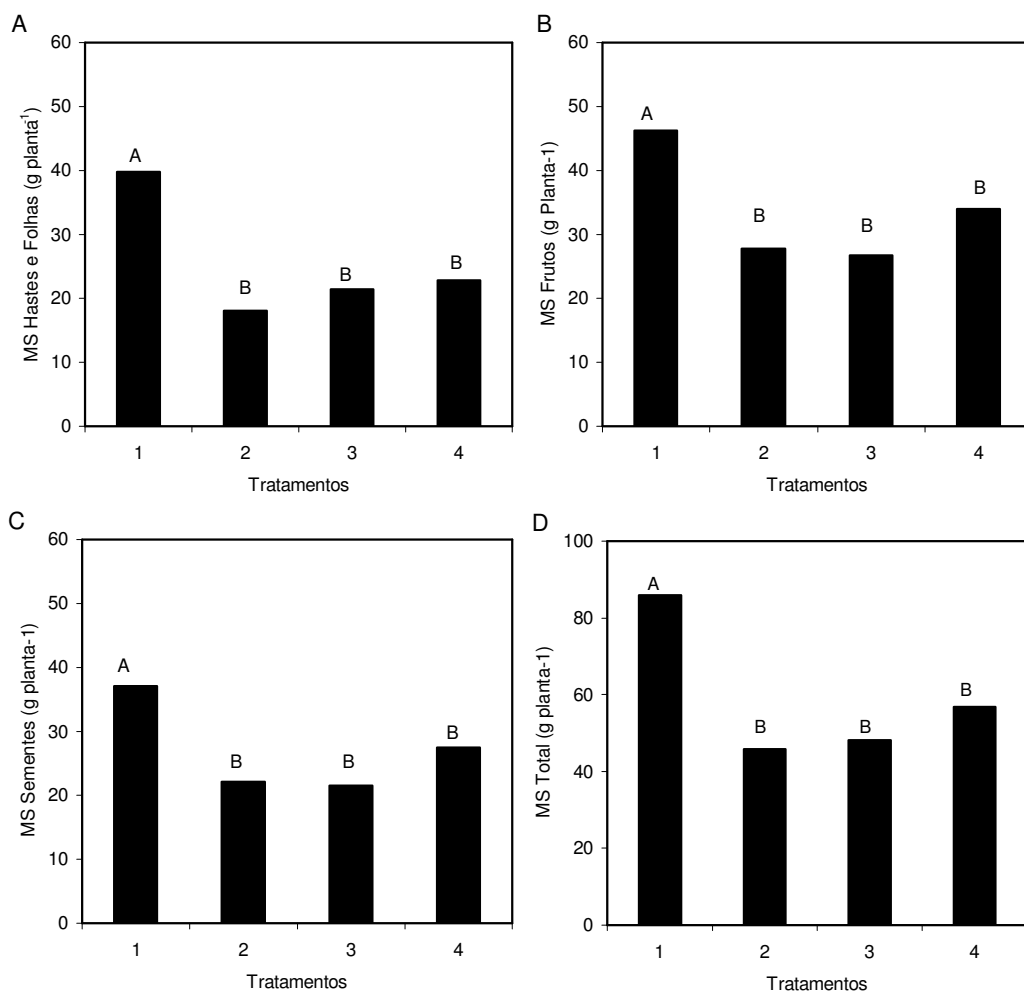 A
MS Hastes e Folhas (g planta-1)
60
50
40
30
20
10
0
A
B
B
B
1 2 3 4
Tratamentos
B
MS Frutos (g Planta-1)
60
50
40
30
20
10
0
A
B
B
B
1 2 3 4
Tratamentos
C
MS Sementes (g planta-1)
60
50
40
30
20
10
0
A
B
B
B
1 2 3 4
Tratamentos
D
MS Total (g planta-1)
100
80
60
40
20
0
A
B
B
B
1 2 3 4
Tratamentos